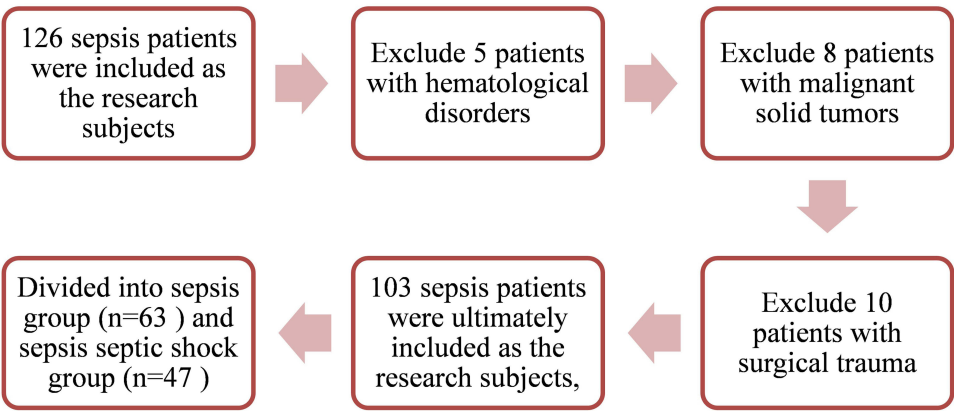 126 sepsis patients
were included as
the research
subjects
Exclude 5 patients
with hematological
disorders
Exclude 8 patients
with malignant
solid tumors
Exclude 10
patients with
surgical trauma
103 sepsis patients
were ultimately
included as the
research subjects,
Divided into sepsis
group (n=63 ) and
sepsis septic shock
group (n=47 )